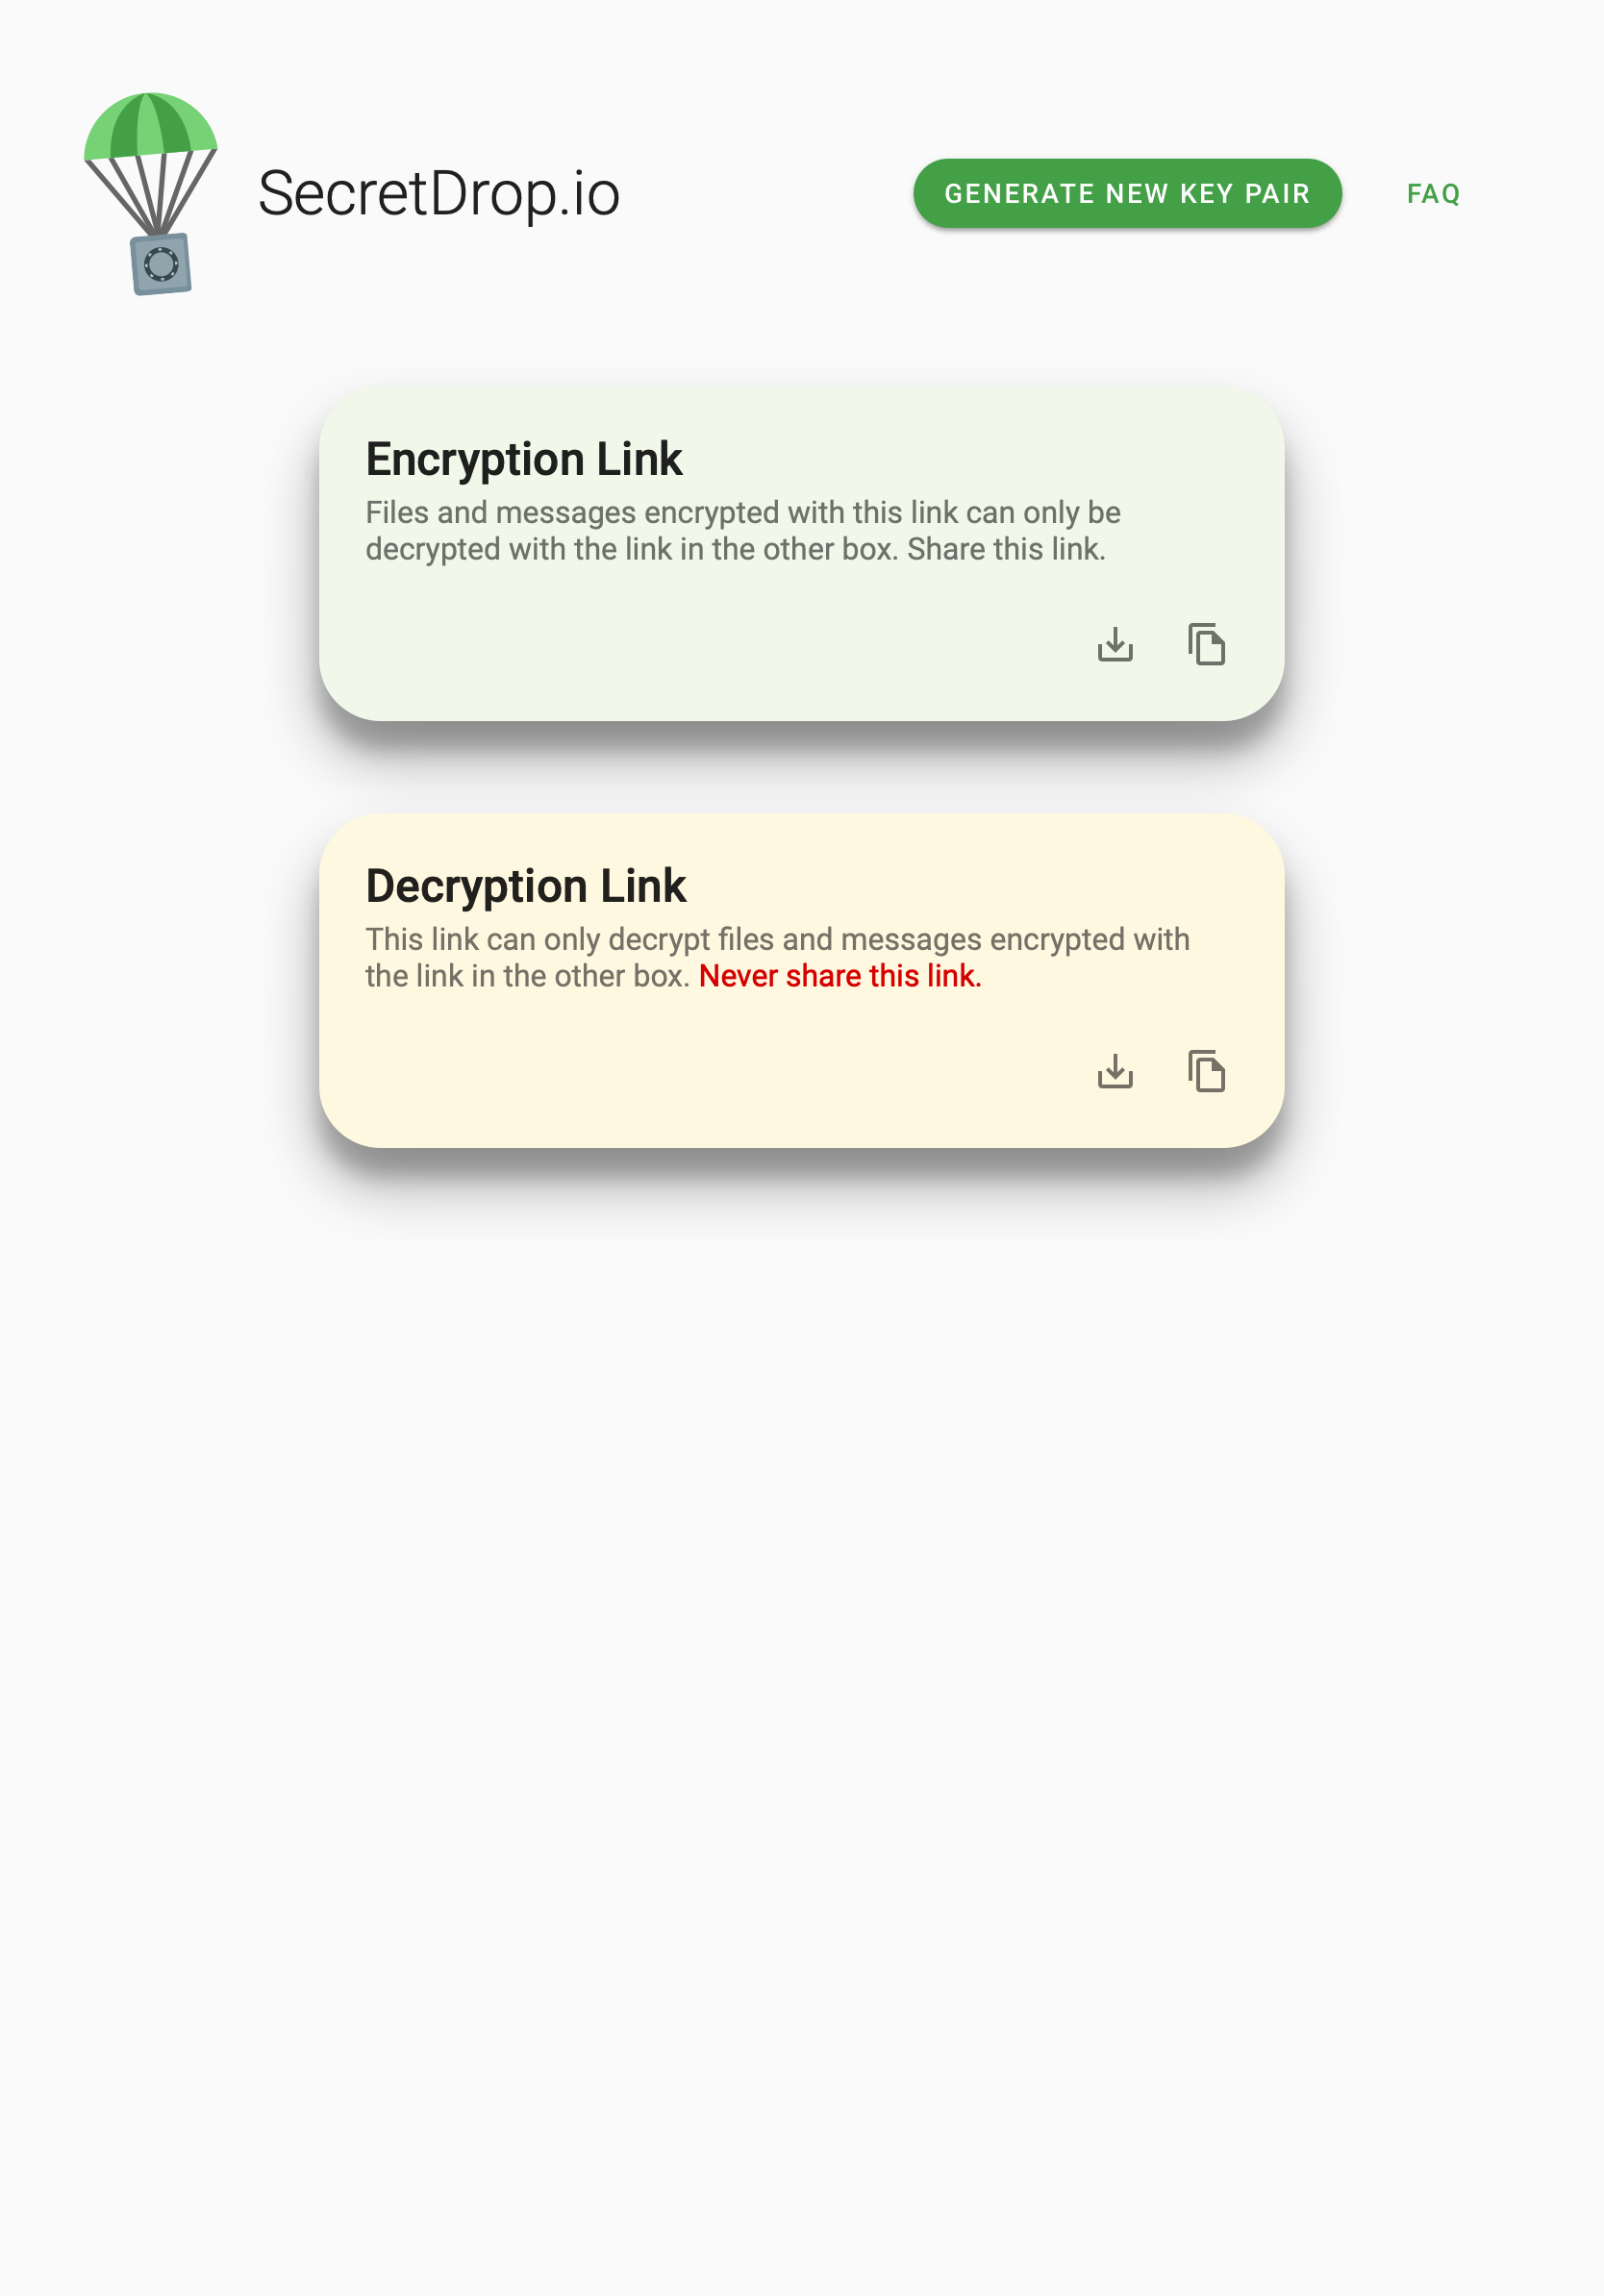 SecretDrop.io
GENERATE NEW KEY PAIR
FAQ
Encryption Link
Files and messages encrypted with this link can only be
decrypted with the link in the other box. Share this link.
Decryption Link
This link can only decrypt files and messages encrypted with
the link in the other box. Never share this link.